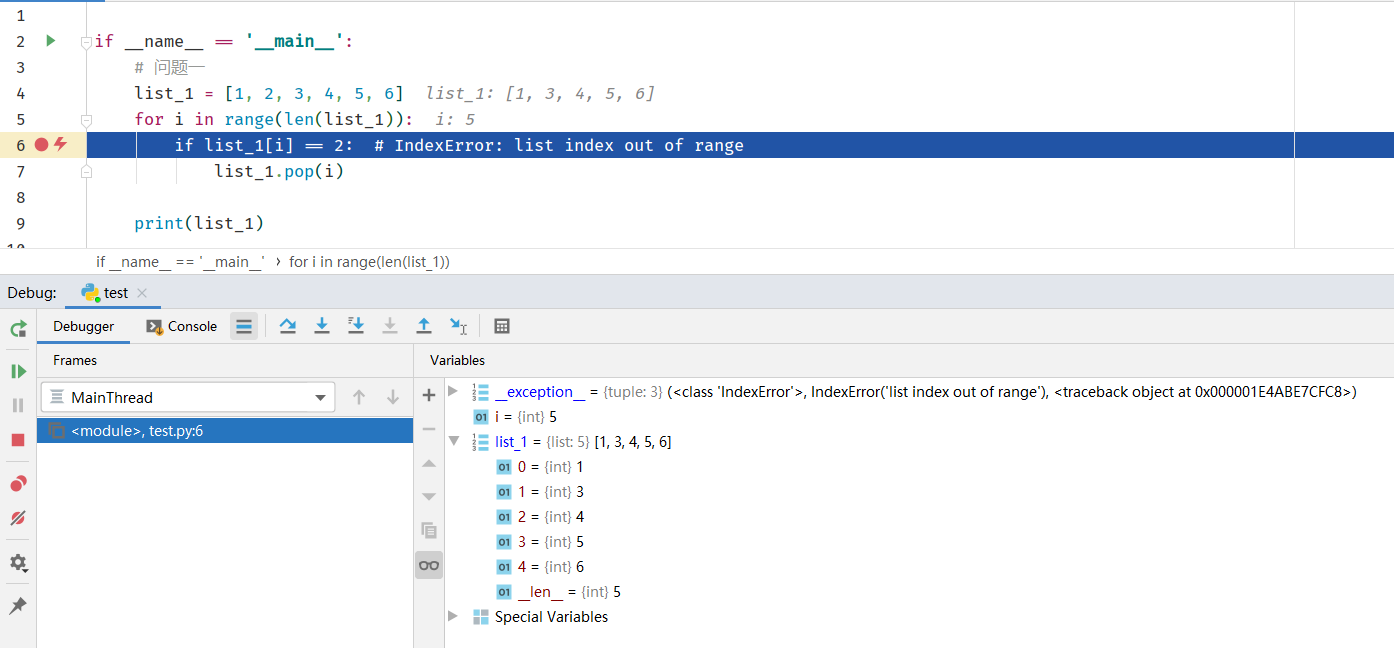 1
2 if __name__ == '__main__':
3 # 问题一
4 list_1 = [1, 2, 3, 4, 5, 6] list_1: [1, 3, 4, 5, 6]
5 for i in range(len(list_1)): i: 5
6 if list_1[i] == 2: # IndexError: list index out of range
7 list_1.pop(i)
8
9 print(list_1)
10
if __name__ == '__main__' › for i in range(len(list_1))
Debug: test
Debugger Console
Frames
Variables
MainThread
<module>, test.py:6
__exception__ = {tuple: 3} (<class 'IndexError'>, IndexError('list index out of range'), <traceback object at 0x000001E4ABE7CFC8>)
i = {int} 5
list_1 = {list: 5} [1, 3, 4, 5, 6]
0 = {int} 1
1 = {int} 3
2 = {int} 4
3 = {int} 5
4 = {int} 6
__len__ = {int} 5
Special Variables